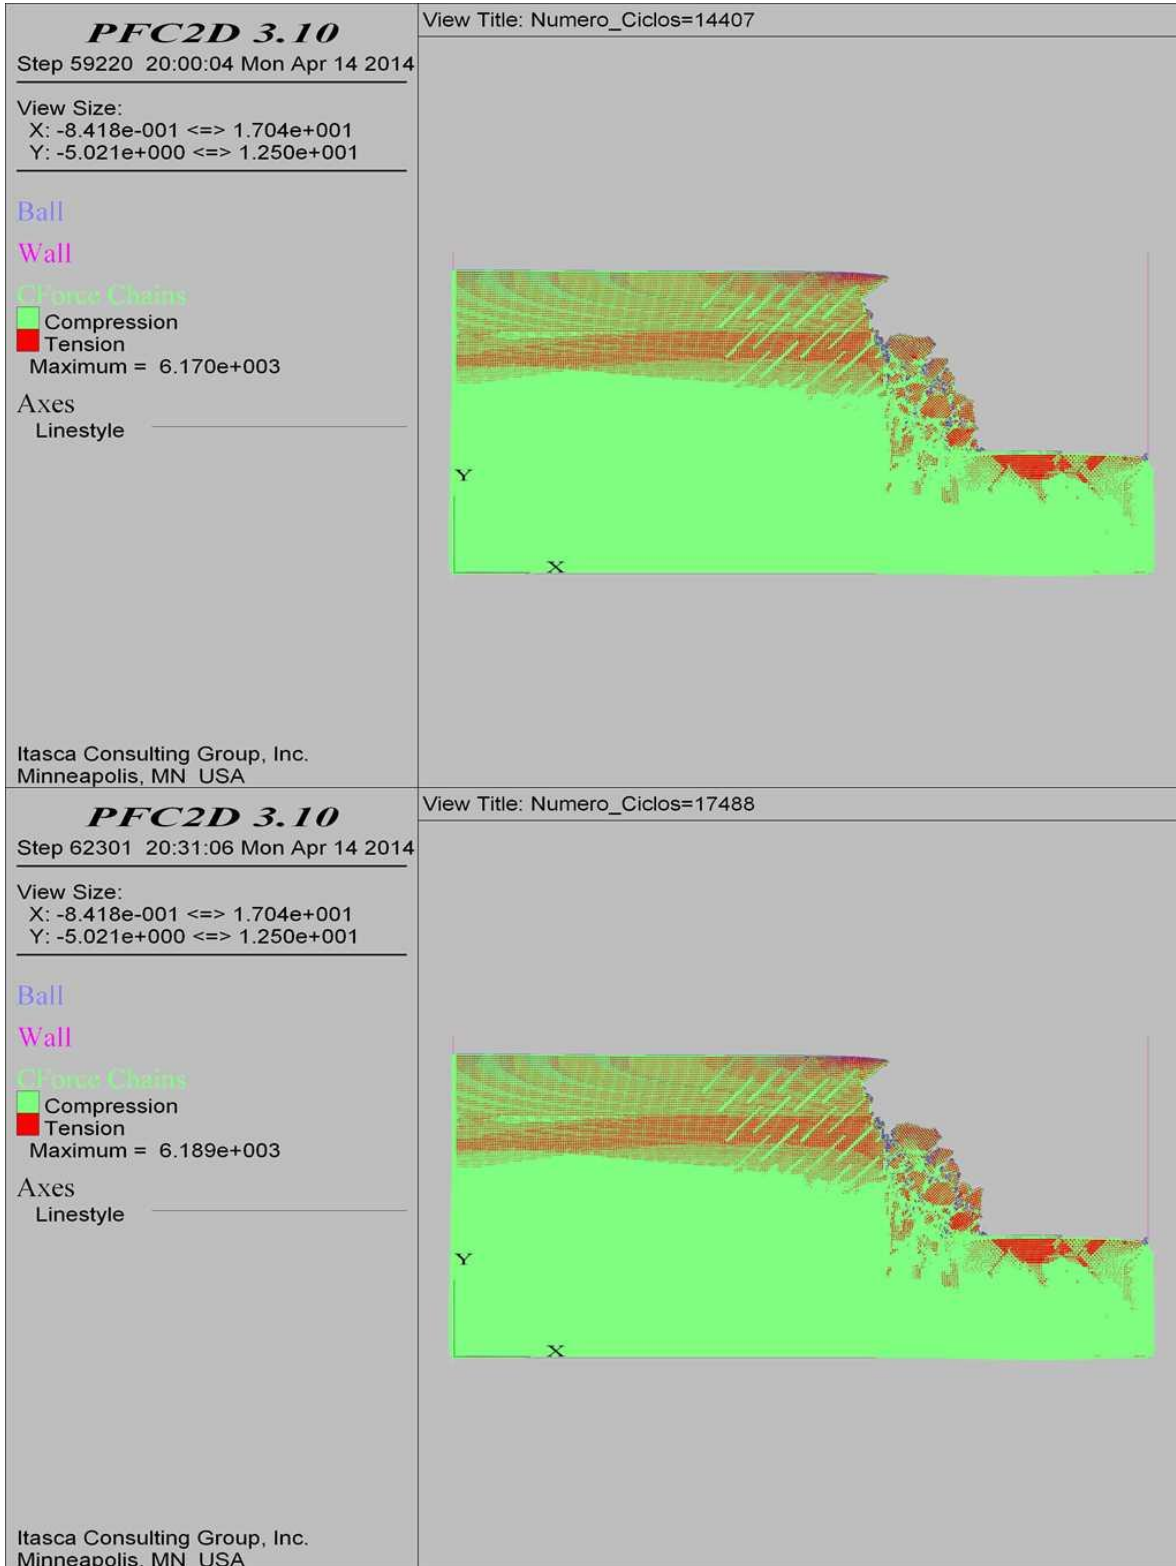 PFC2D 3.10
Step 59220 20:00:04 Mon Apr 14 2014
View Size:
X: -8.418e-001 <=> 1.704e+001
Y: -5.021e+000 <=> 1.250e+001
Ball
Wall
CForce Chains
Compression
Tension
Maximum = 6.170e+003
Axes
Linestyle
Itasca Consulting Group, Inc.
Minneapolis, MN USA
View Title: Numero_Ciclos=14407
Y
X
PFC2D 3.10
Step 62301 20:31:06 Mon Apr 14 2014
View Size:
X: -8.418e-001 <=> 1.704e+001
Y: -5.021e+000 <=> 1.250e+001
Ball
Wall
CForce Chains
Compression
Tension
Maximum = 6.189e+003
Axes
Linestyle
Itasca Consulting Group, Inc.
Minneapolis, MN USA
View Title: Numero_Ciclos=17488
Y
X